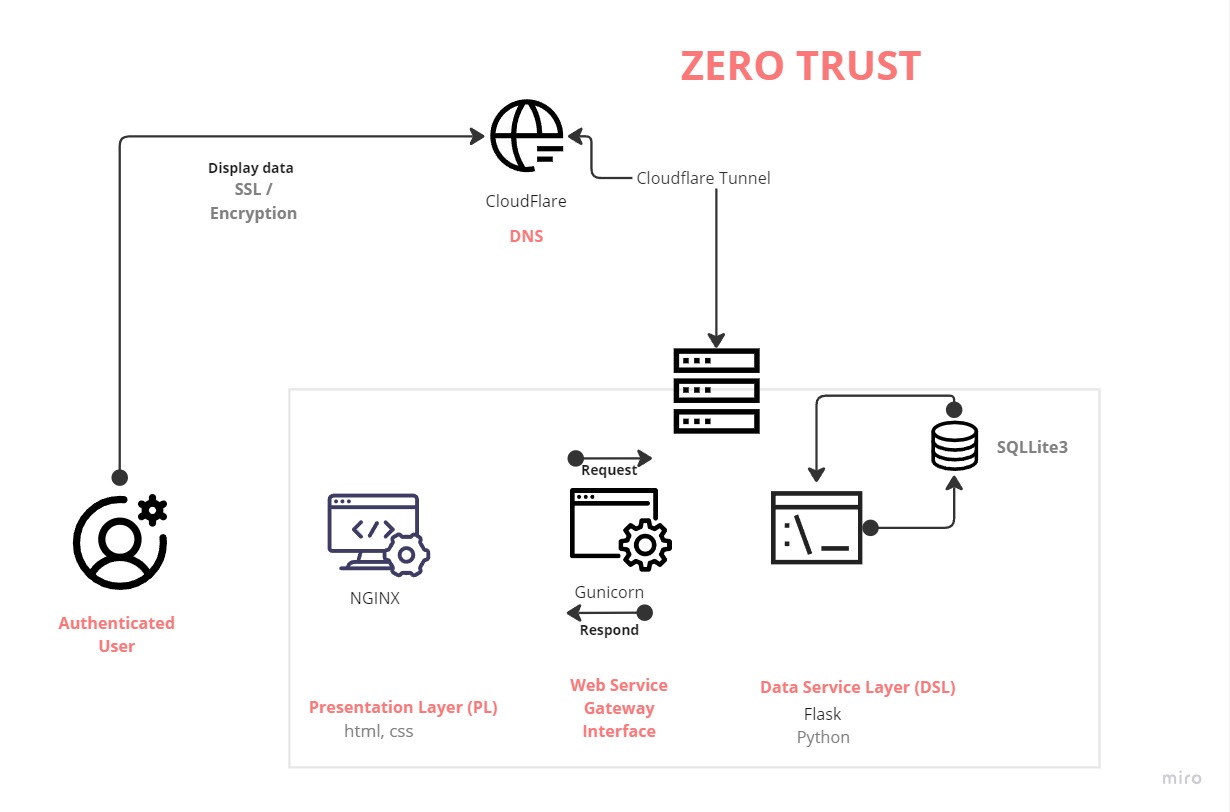 ZERO TRUST
Display data
SSL /
Encryption
CloudFlare
DNS
Cloudflare Tunnel
Authenticated
User
NGINX
Presentation Layer (PL)
html, css
Request
Gunicorn
Respond
Web Service
Gateway
Interface
SQLLite3
Data Service Layer (DSL)
Flask
Python
miro